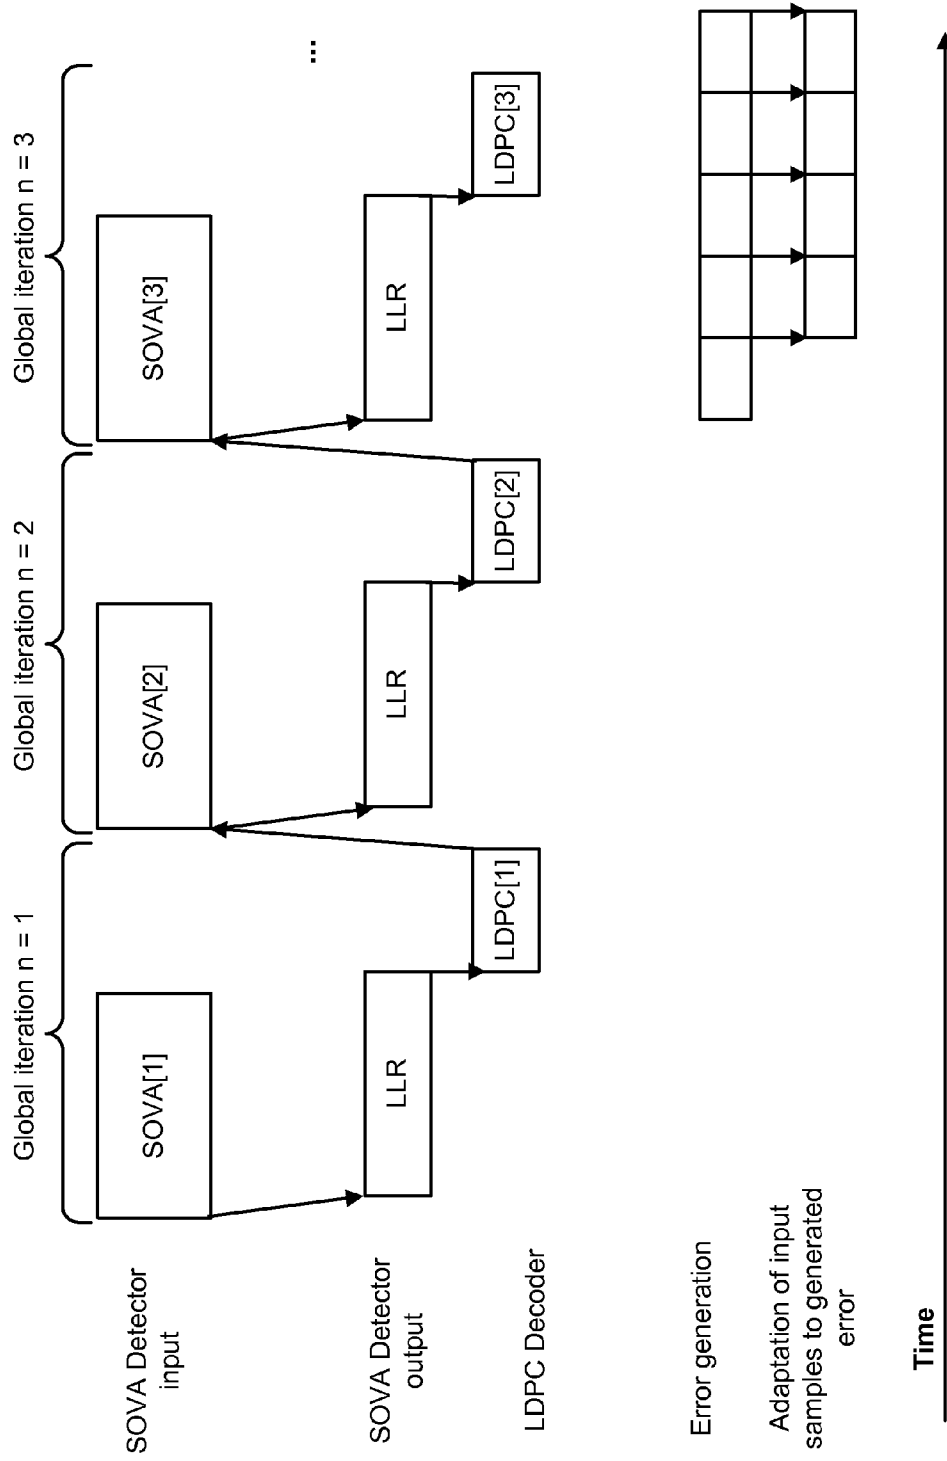 Global iteration n = 1
Global iteration n = 2
Global iteration n = 3
SOVA Detector
input
SOVA[1]
SOVA[2]
SOVA[3]
...
SOVA Detector
output
LLR
LLR
LLR
LDPC Decoder
LDPC[1]
LDPC[2]
LDPC[3]
Error generation
Adaptation of input
samples to generated
error
Time